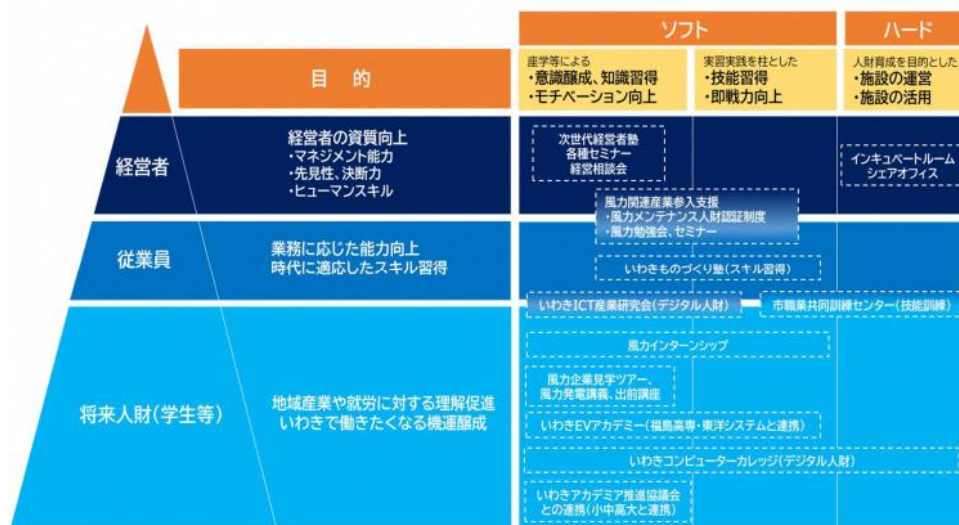 ソフト
ハード
目 的
座学等による
・意識醸成、知識習得
・モチベーション向上
実習実践を柱とした
・技能習得
・即戦力向上
人財育成を目的とした
・施設の運営
・施設の活用
経営者
経営者の資質向上
・マネジメント能力
・先見性、決断力
・ヒューマンスキル
次世代経営者塾
各種セミナー
経営相談会
インキュベートルーム
シェアオフィス
風力関連産業参入支援
・風力メンテナンス人財認証制度
・風力勉強会、セミナー
従業員
業務に応じた能力向上
時代に適応したスキル習得
いわきものづくり塾(スキル習得)
いわきICT産業研究会(デジタル人財)
市職業共同訓練センター(技能訓練)
将来人財(学生等)
地域産業や就労に対する理解促進
いわきで働きたくなる機運醸成
風力インターンシップ
風力企業見学ツアー、
風力発電講義、出前講座
いわきEVアカデミー(福島高専・東洋システムと連携)
いわきコンピューターカレッジ(デジタル人財)
いわきアカデミア推進協議会
との連携(小中高大と連携)